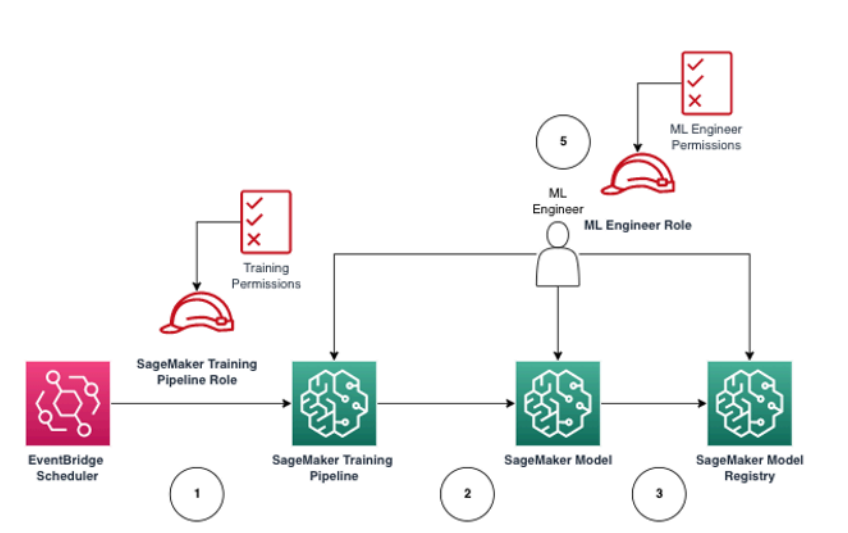 ML Engineer
Permissions
5
ML
Engineer
ML Engineer Role
Training
Permissions
SageMaker Training
Pipeline Role
EventBridge
Scheduler
SageMaker Training
Pipeline
SageMaker Model
SageMaker Model
Registry
1
2
3